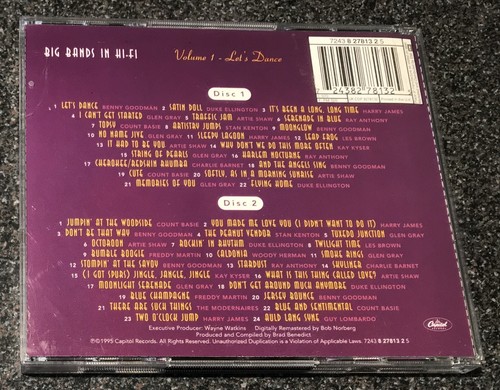 BIG BANDS IN HI-FI
Volume 1 - Let's Dance
7243 8 27813 2 5
24382 78132
Disc 1
1 LET'S DANCE BENNY GOODMAN 2 SATIN DOLL DUKE ELLINGTON 3 IT'S BEEN A LONG, LONG TIME HARRY JAMES
4 I CAN'T GET STARTED GLEN GRAY 5 TRAFFIC JAM ARTIE SHAW 6 SERENADE IN BLUE RAY ANTHONY
7 TOPSY COUNT BASIE 8 ARTISTRY JUMPS STAN KENTON 9 MOONGLOW BENNY GOODMAN
10 NO NAME JIVE GLEN GRAY 11 SLEEPY LAGOON HARRY JAMES 12 LEAP FROG LES BROWN
13 IT HAD TO BE YOU ARTIE SHAW 14 WHY DON'T WE DO THIS MORE OFTEN KAY KYSER
15 STRING OF PEARLS GLEN GRAY 16 HARLEM NOCTURNE RAY ANTHONY
17 CHEROKEE/REDSKIN RHUMBA CHARLIE BARNET 18 AND THE ANGELS SING BENNY GOODMAN
19 CUTE COUNT BASIE 20 SOFTLY, AS IN A MORNING SUNRISE ARTIE SHAW
21 MEMORIES OF YOU GLEN GRAY 22 FLYING HOME DUKE ELLINGTON
Disc 2
1 JUMPIN' AT THE WOODSIDE COUNT BASIE 2 YOU MADE ME LOVE YOU (I DIDN'T WANT TO DO IT) HARRY JAMES
3 DON'T BE THAT WAY BENNY GOODMAN 4 THE PEANUT VENDOR STAN KENTON 5 TUXEDO JUNCTION GLEN GRAY
6 OCTOROON ARTIE SHAW 7 ROCKIN' IN RHYTHM DUKE ELLINGTON 8 TWILIGHT TIME LES BROWN
9 BUMBLE BOOGIE FREDDY MARTIN 10 CALDONIA WOODY HERMAN 11 SMOKE RINGS GLEN GRAY
12 STOMPIN' AT THE SAVOY BENNY GOODMAN 13 STARDUST RAY ANTHONY 14 SKYLINER CHARLIE BARNET
15 (I GOT SPURS) JINGLE, JANGLE, JINGLE KAY KYSER 16 WHAT IS THIS THING CALLED LOVE? ARTIE SHAW
17 MOONLIGHT SERENADE GLEN GRAY 18 DON'T GET AROUND MUCH ANYMORE DUKE ELLINGTON
19 BLUE CHAMPAGNE FREDDY MARTIN 20 JERSEY BOUNCE BENNY GOODMAN
21 THERE ARE SUCH THINGS THE MODERNAIRES 22 BLUE AND SENTIMENTAL COUNT BASIE
23 TWO O'CLOCK JUMP HARRY JAMES 24 AULD LANG SYNE GUY LOMBARDO
Executive Producer: Wayne Watkins Digitally Remastered by Bob Norberg
Produced and Compiled by Brad Benedict
©1995 Capitol Records. All Rights Reserved. Unauthorized Duplication is a Violation of Applicable Laws. 7243 8 27813 2 5
Capitol